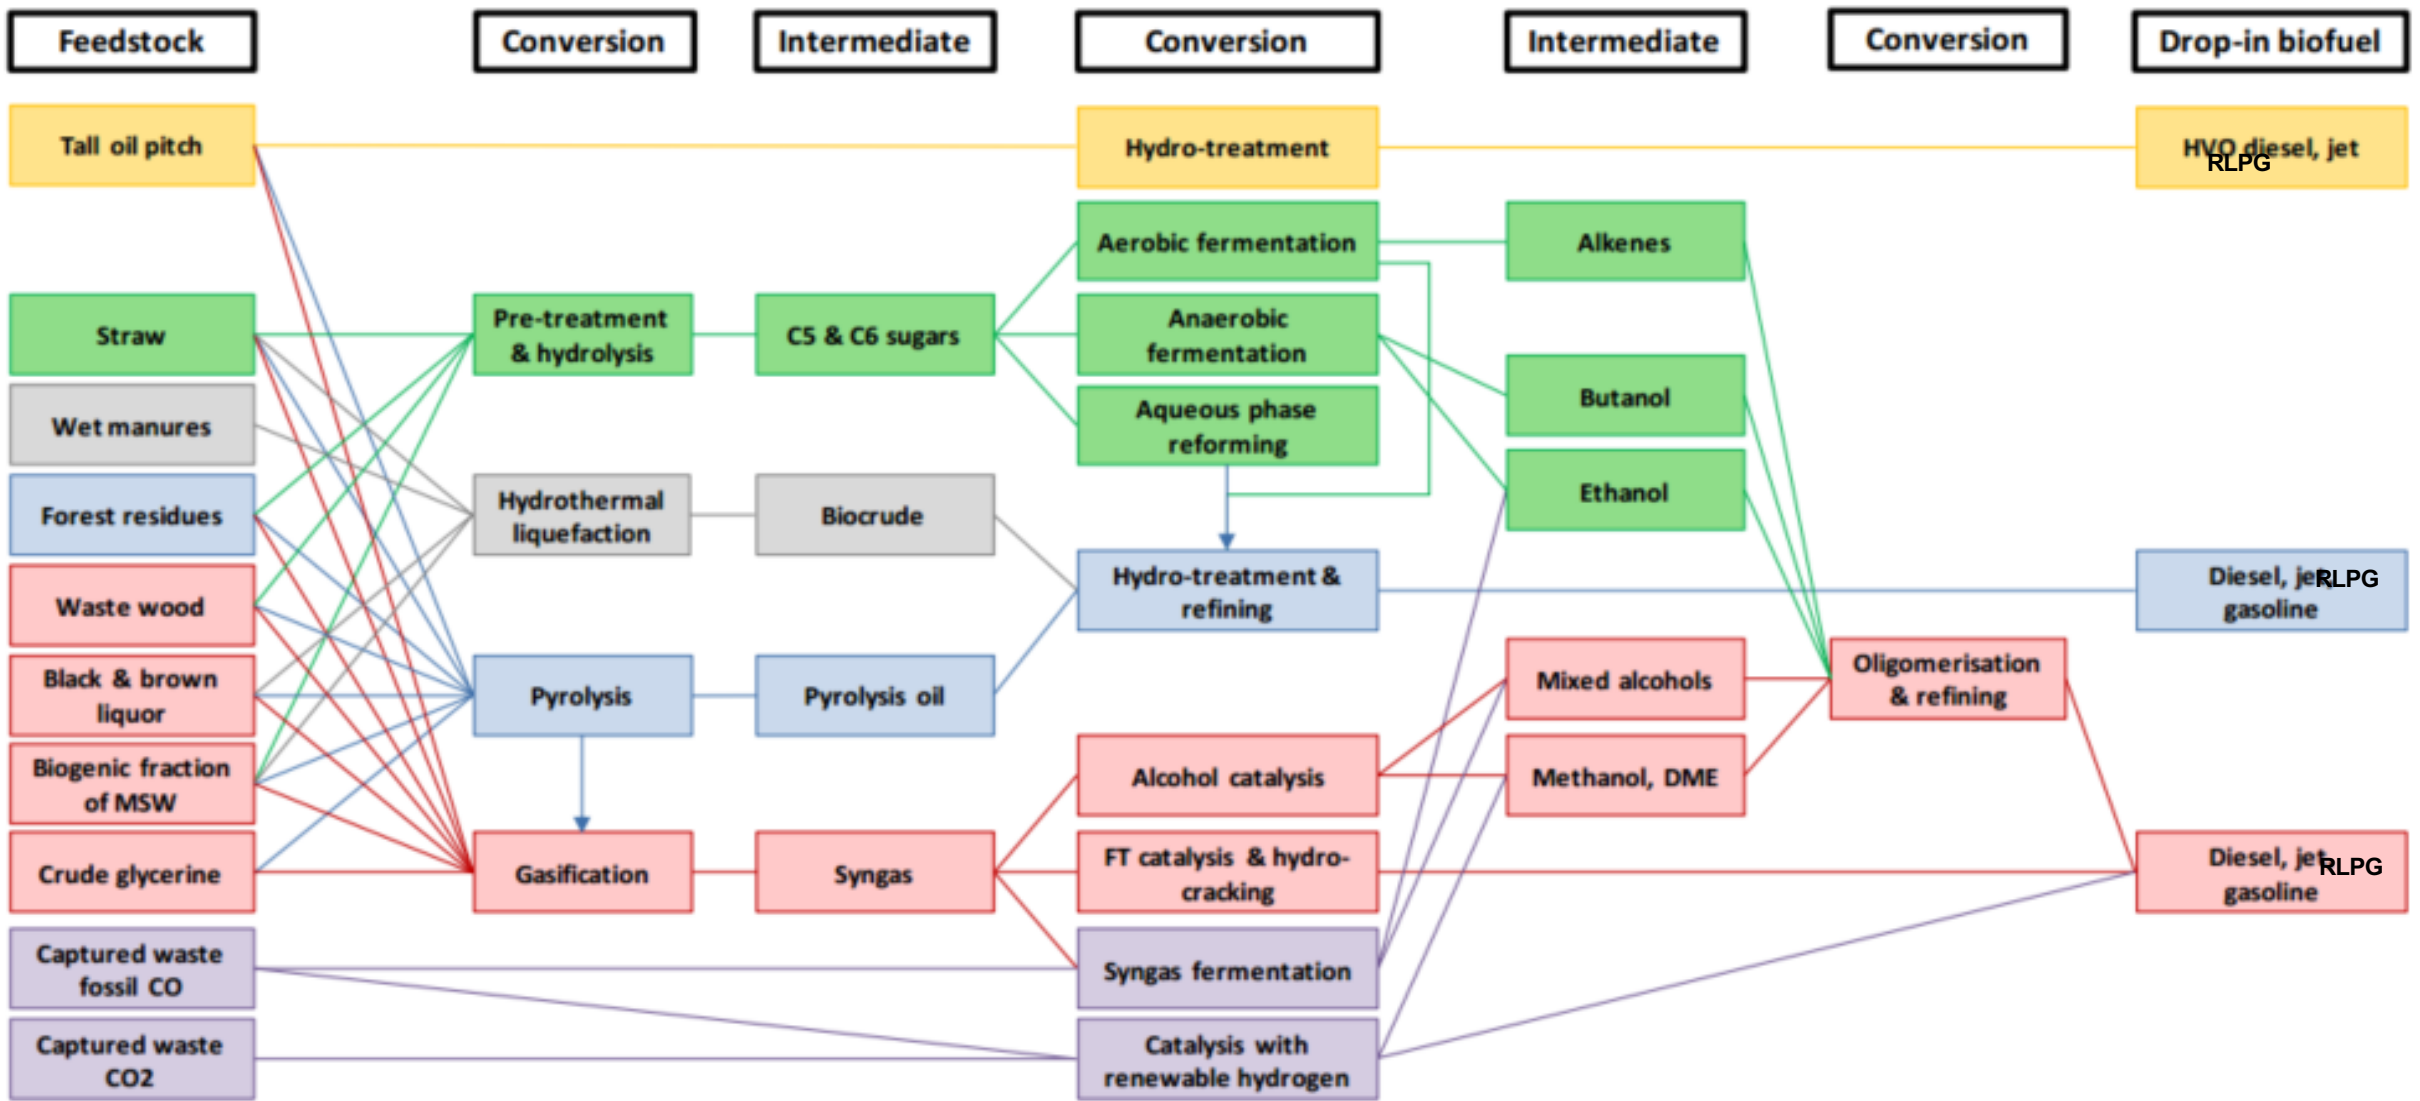 Feedstock
Conversion
Intermediate
Conversion
Intermediate
Conversion
Drop-in biofuel
Tall oil pitch
Hydro-treatment
HVO diesel, jet
RLPG
Aerobic fermentation
Alkenes
Straw
Pre-treatment
& hydrolysis
C5 & C6 sugars
Anaerobic
fermentation
Wet manures
Aqueous phase
reforming
Butanol
Forest residues
Hydrothermal
liquefaction
Biocrude
Ethanol
Waste wood
Hydro-treatment &
refining
Diesel, jet,
RLPG
gasoline
Black & brown
liquor
Pyrolysis
Pyrolysis oil
Mixed alcohols
Oligomerisation
& refining
Biogenic fraction
of MSW
Alcohol catalysis
Methanol, DME
Crude glycerine
Gasification
Syngas
FT catalysis & hydro-
cracking
Diesel, jet,
RLPG
gasoline
Captured waste
fossil CO
Syngas fermentation
Captured waste
CO2
Catalysis with
renewable hydrogen